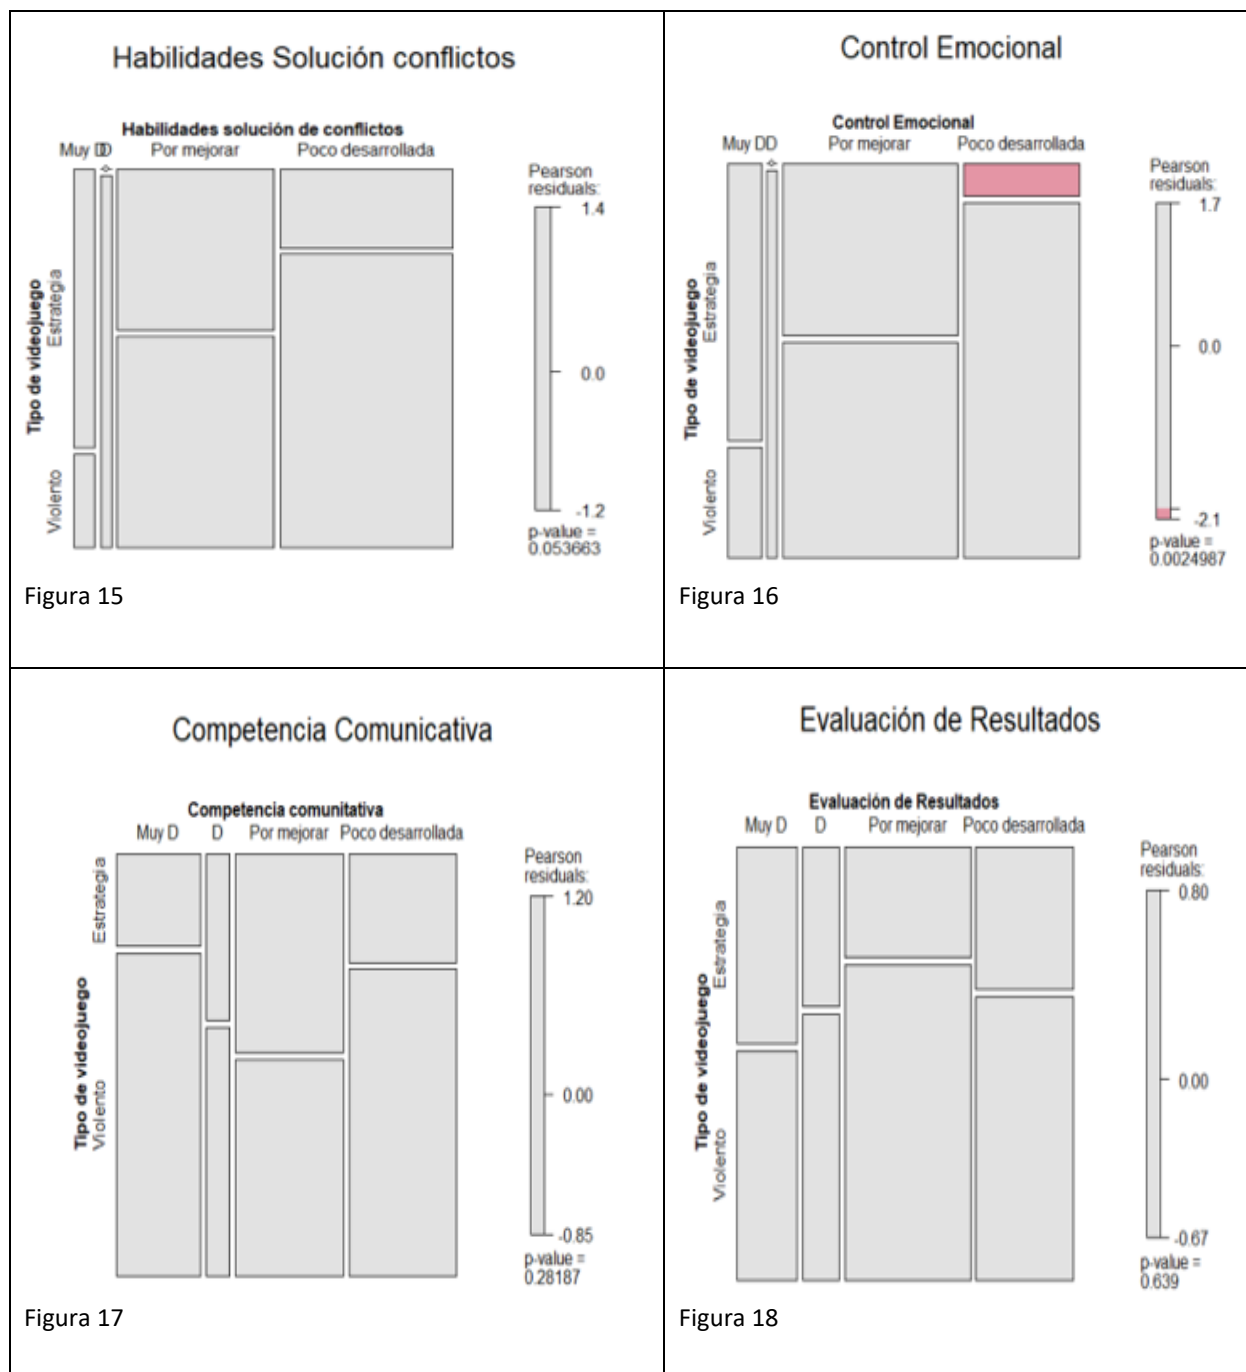 Habilidades Solución conflictos
Habilidades solución de conflictos
Muy D D Por mejorar Poco desarrollada
Tipo de videojuego
Estrategia
Violento
Pearson
residuals:
1.4
0.0
-1.2
p-value =
0.053663
Figura 15
Control Emocional
Control Emocional
Muy D D Por mejorar Poco desarrollada
Tipo de videojuego
Estrategia
Violento
Pearson
residuals:
1.7
0.0
-2.1
p-value =
0.0024987
Figura 16
Competencia Comunicativa
Competencia comunitativa
Muy D D Por mejorar Poco desarrollada
Tipo de videojuego
Estrategia
Violento
Pearson
residuals:
1.20
0.00
-0.85
p-value =
0.28187
Figura 17
Evaluación de Resultados
Evaluación de Resultados
Muy D D Por mejorar Poco desarrollada
Tipo de videojuego
Estrategia
Violento
Pearson
residuals:
0.80
0.00
-0.67
p-value =
0.639
Figura 18